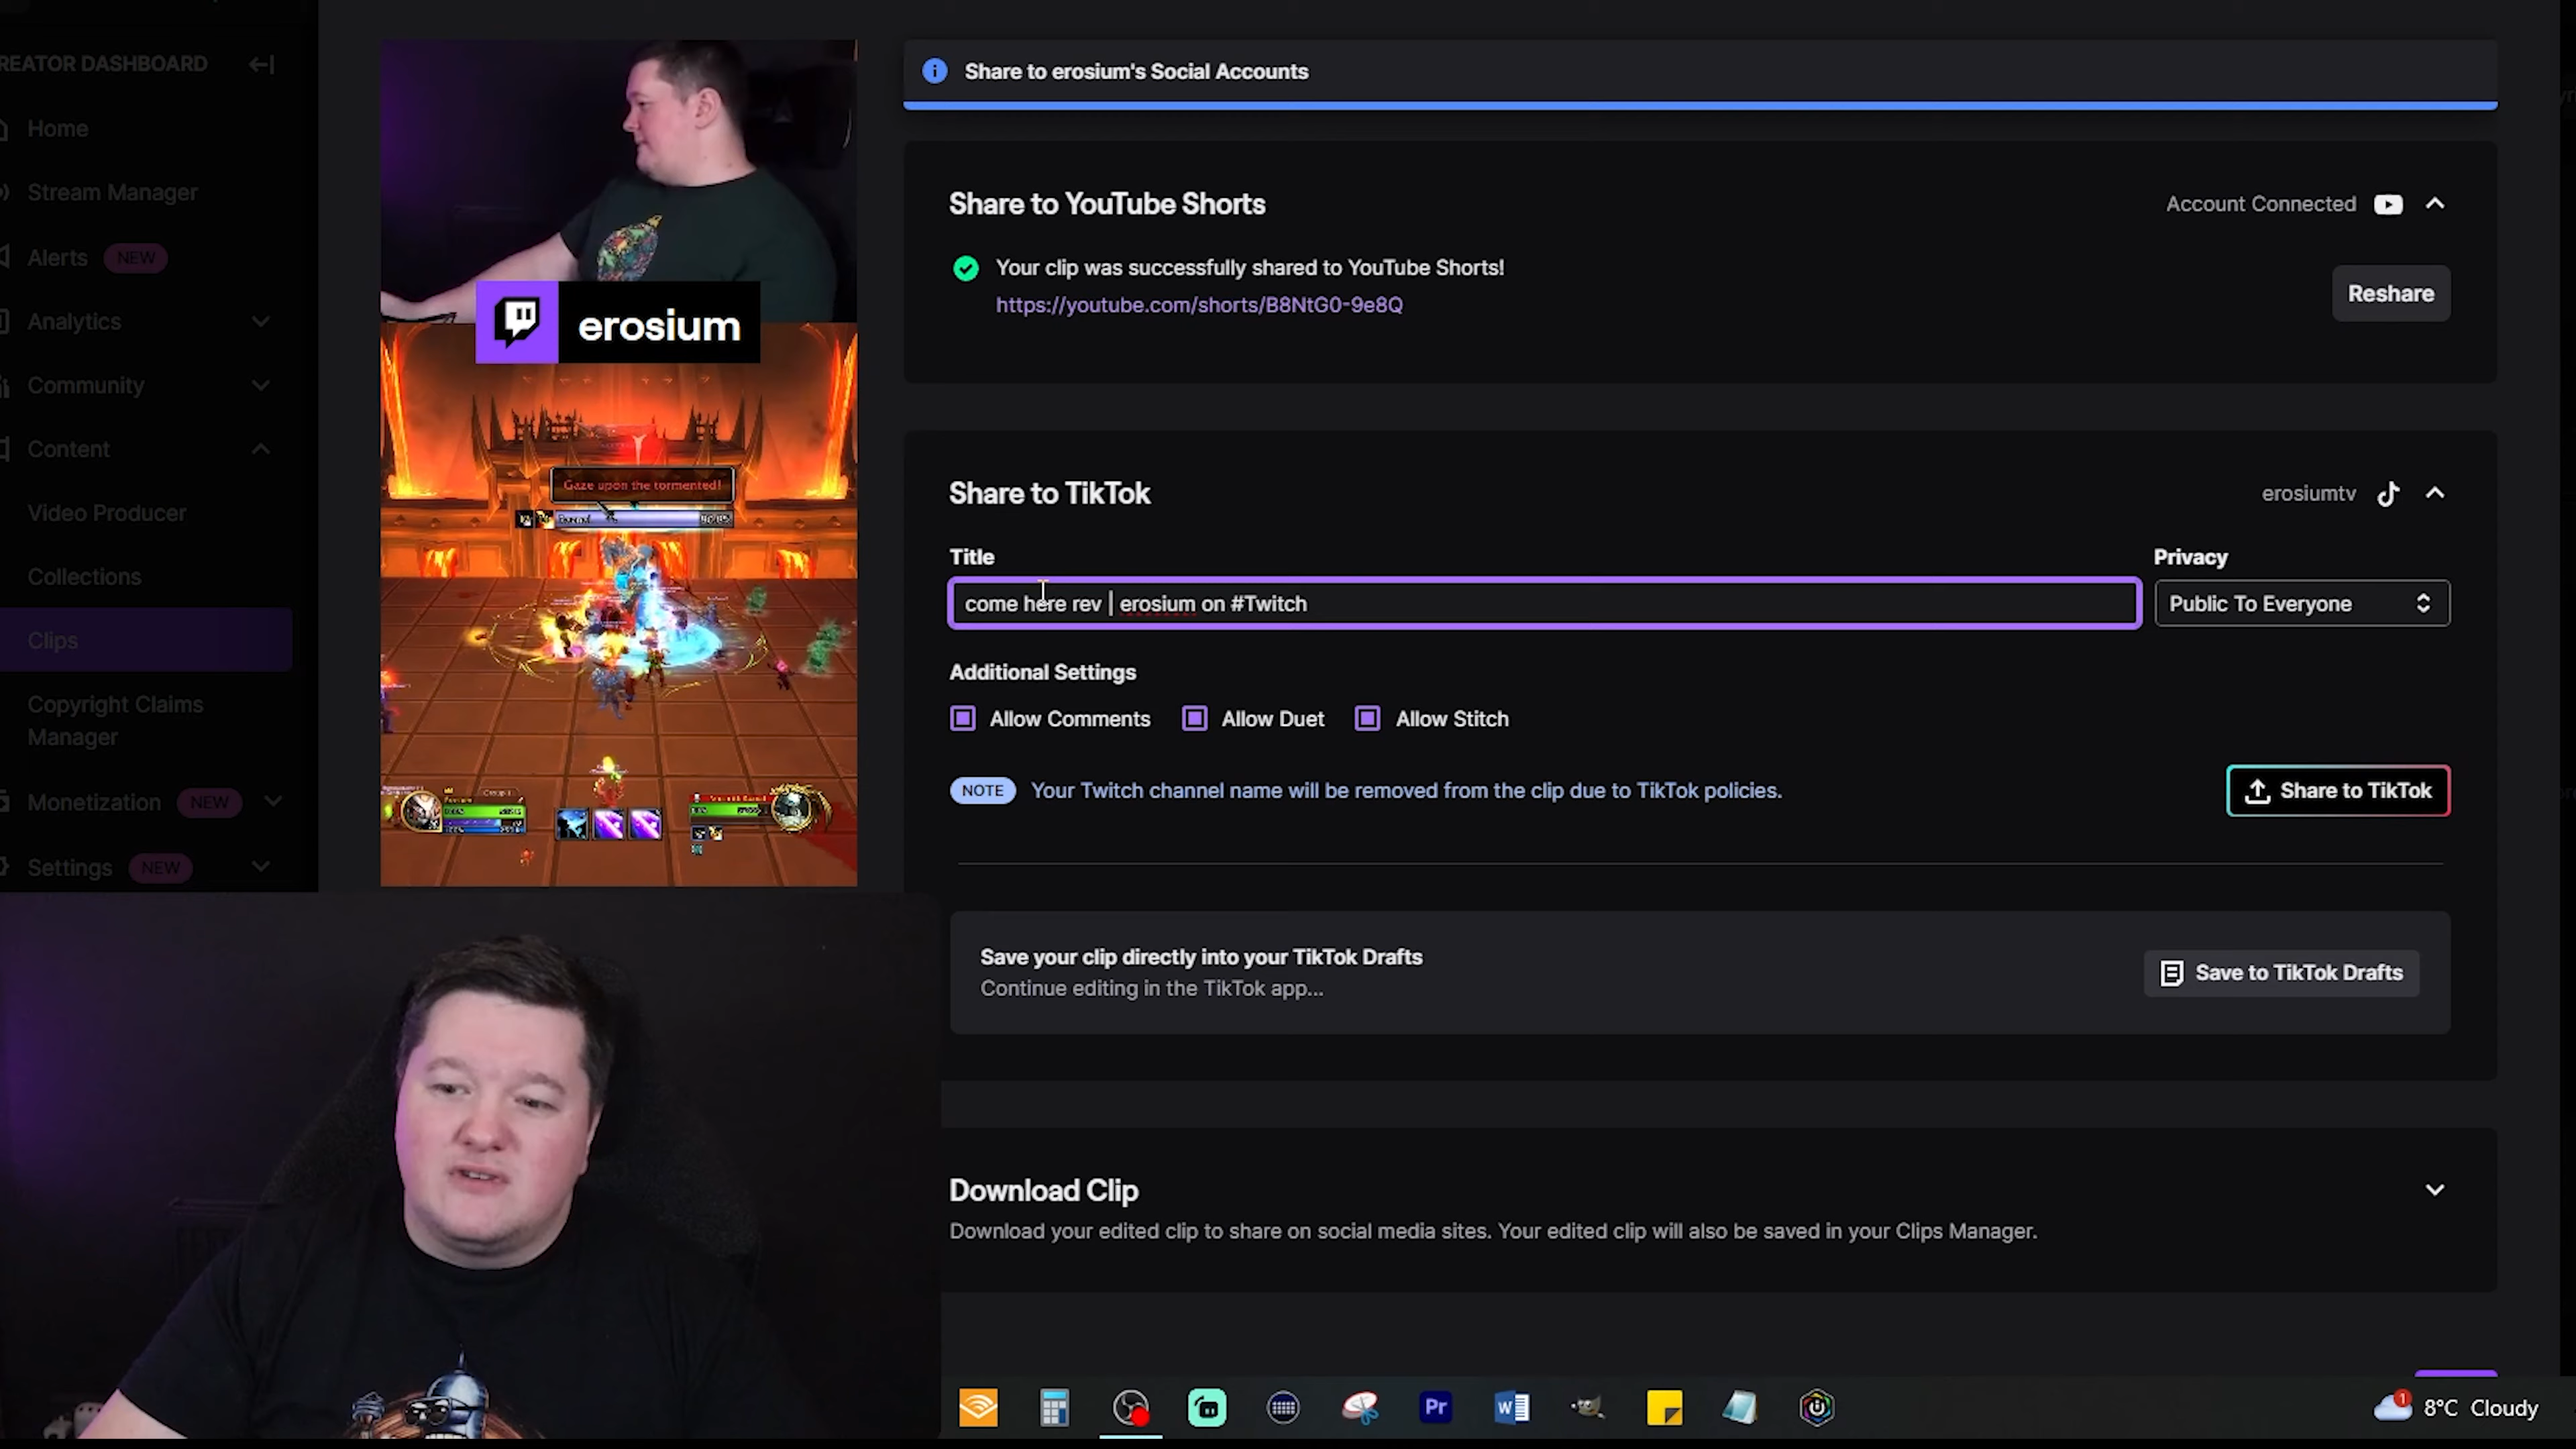 CREATOR DASHBOARD
Home
Stream Manager
Alerts NEW
Analytics
Community
Content
Video Producer
Collections
Clips
Copyright Claims
Manager
Monetization NEW
Settings NEW
erosium
Gaze upon the tormented!
Share to erosium's Social Accounts
Share to YouTube Shorts
Account Connected
Your clip was successfully shared to YouTube Shorts!
https://youtube.com/shorts/B8NtG0-9e8Q
Reshare
Share to TikTok
erosiumtv
Title
Privacy
come here rev | erosium on #Twitch
Public To Everyone
Additional Settings
Allow Comments Allow Duet Allow Stitch
NOTE Your Twitch channel name will be removed from the clip due to TikTok policies.
Share to TikTok
Save your clip directly into your TikTok Drafts
Continue editing in the TikTok app...
Save to TikTok Drafts
Download Clip
Download your edited clip to share on social media sites. Your edited clip will also be saved in your Clips Manager.
Pr
W
1
8°C Cloudy